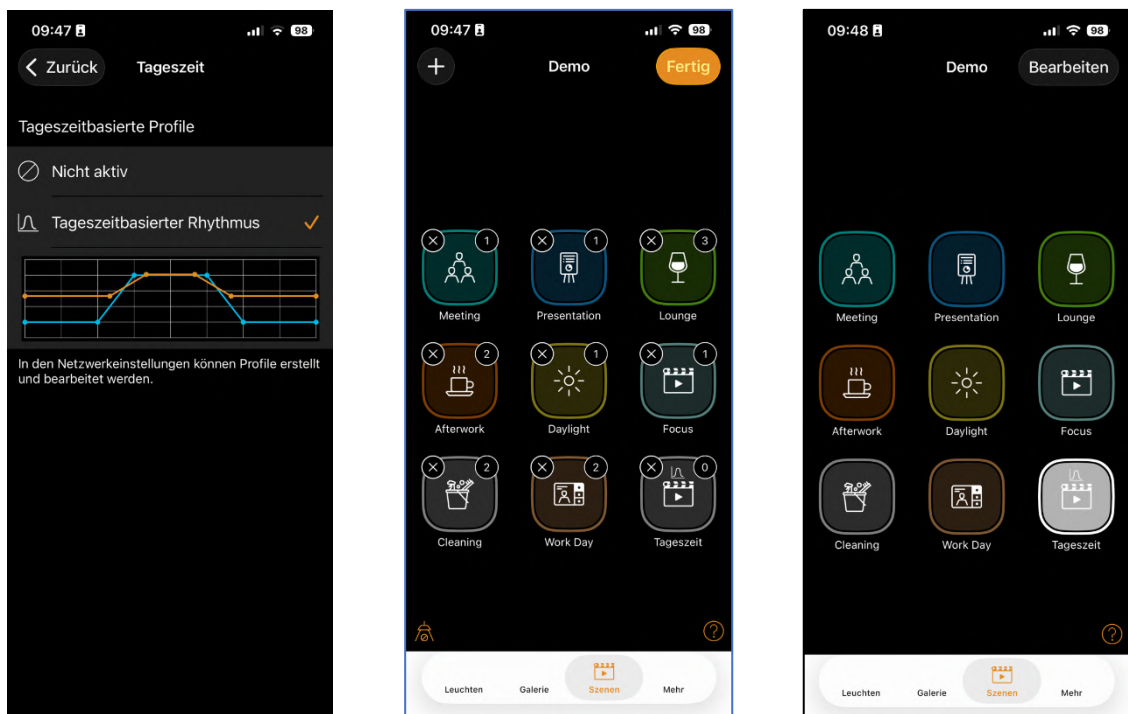 09:47
98
Zurück
Tageszeit
Tageszeitbasierte Profile
Nicht aktiv
Tageszeitbasierter Rhythmus
In den Netzwerkeinstellungen können Profile erstellt
und bearbeitet werden.
09:47
98
Demo
Fertig
1
1
3
Meeting
Presentation
Lounge
2
1
1
Afterwork
Daylight
Focus
2
2
0
Cleaning
Work Day
Tageszeit
?
Leuchten
Galerie
Szenen
Mehr
09:48
98
Demo
Bearbeiten
Meeting
Presentation
Lounge
Afterwork
Daylight
Focus
Cleaning
Work Day
Tageszeit
?
Leuchten
Galerie
Szenen
Mehr